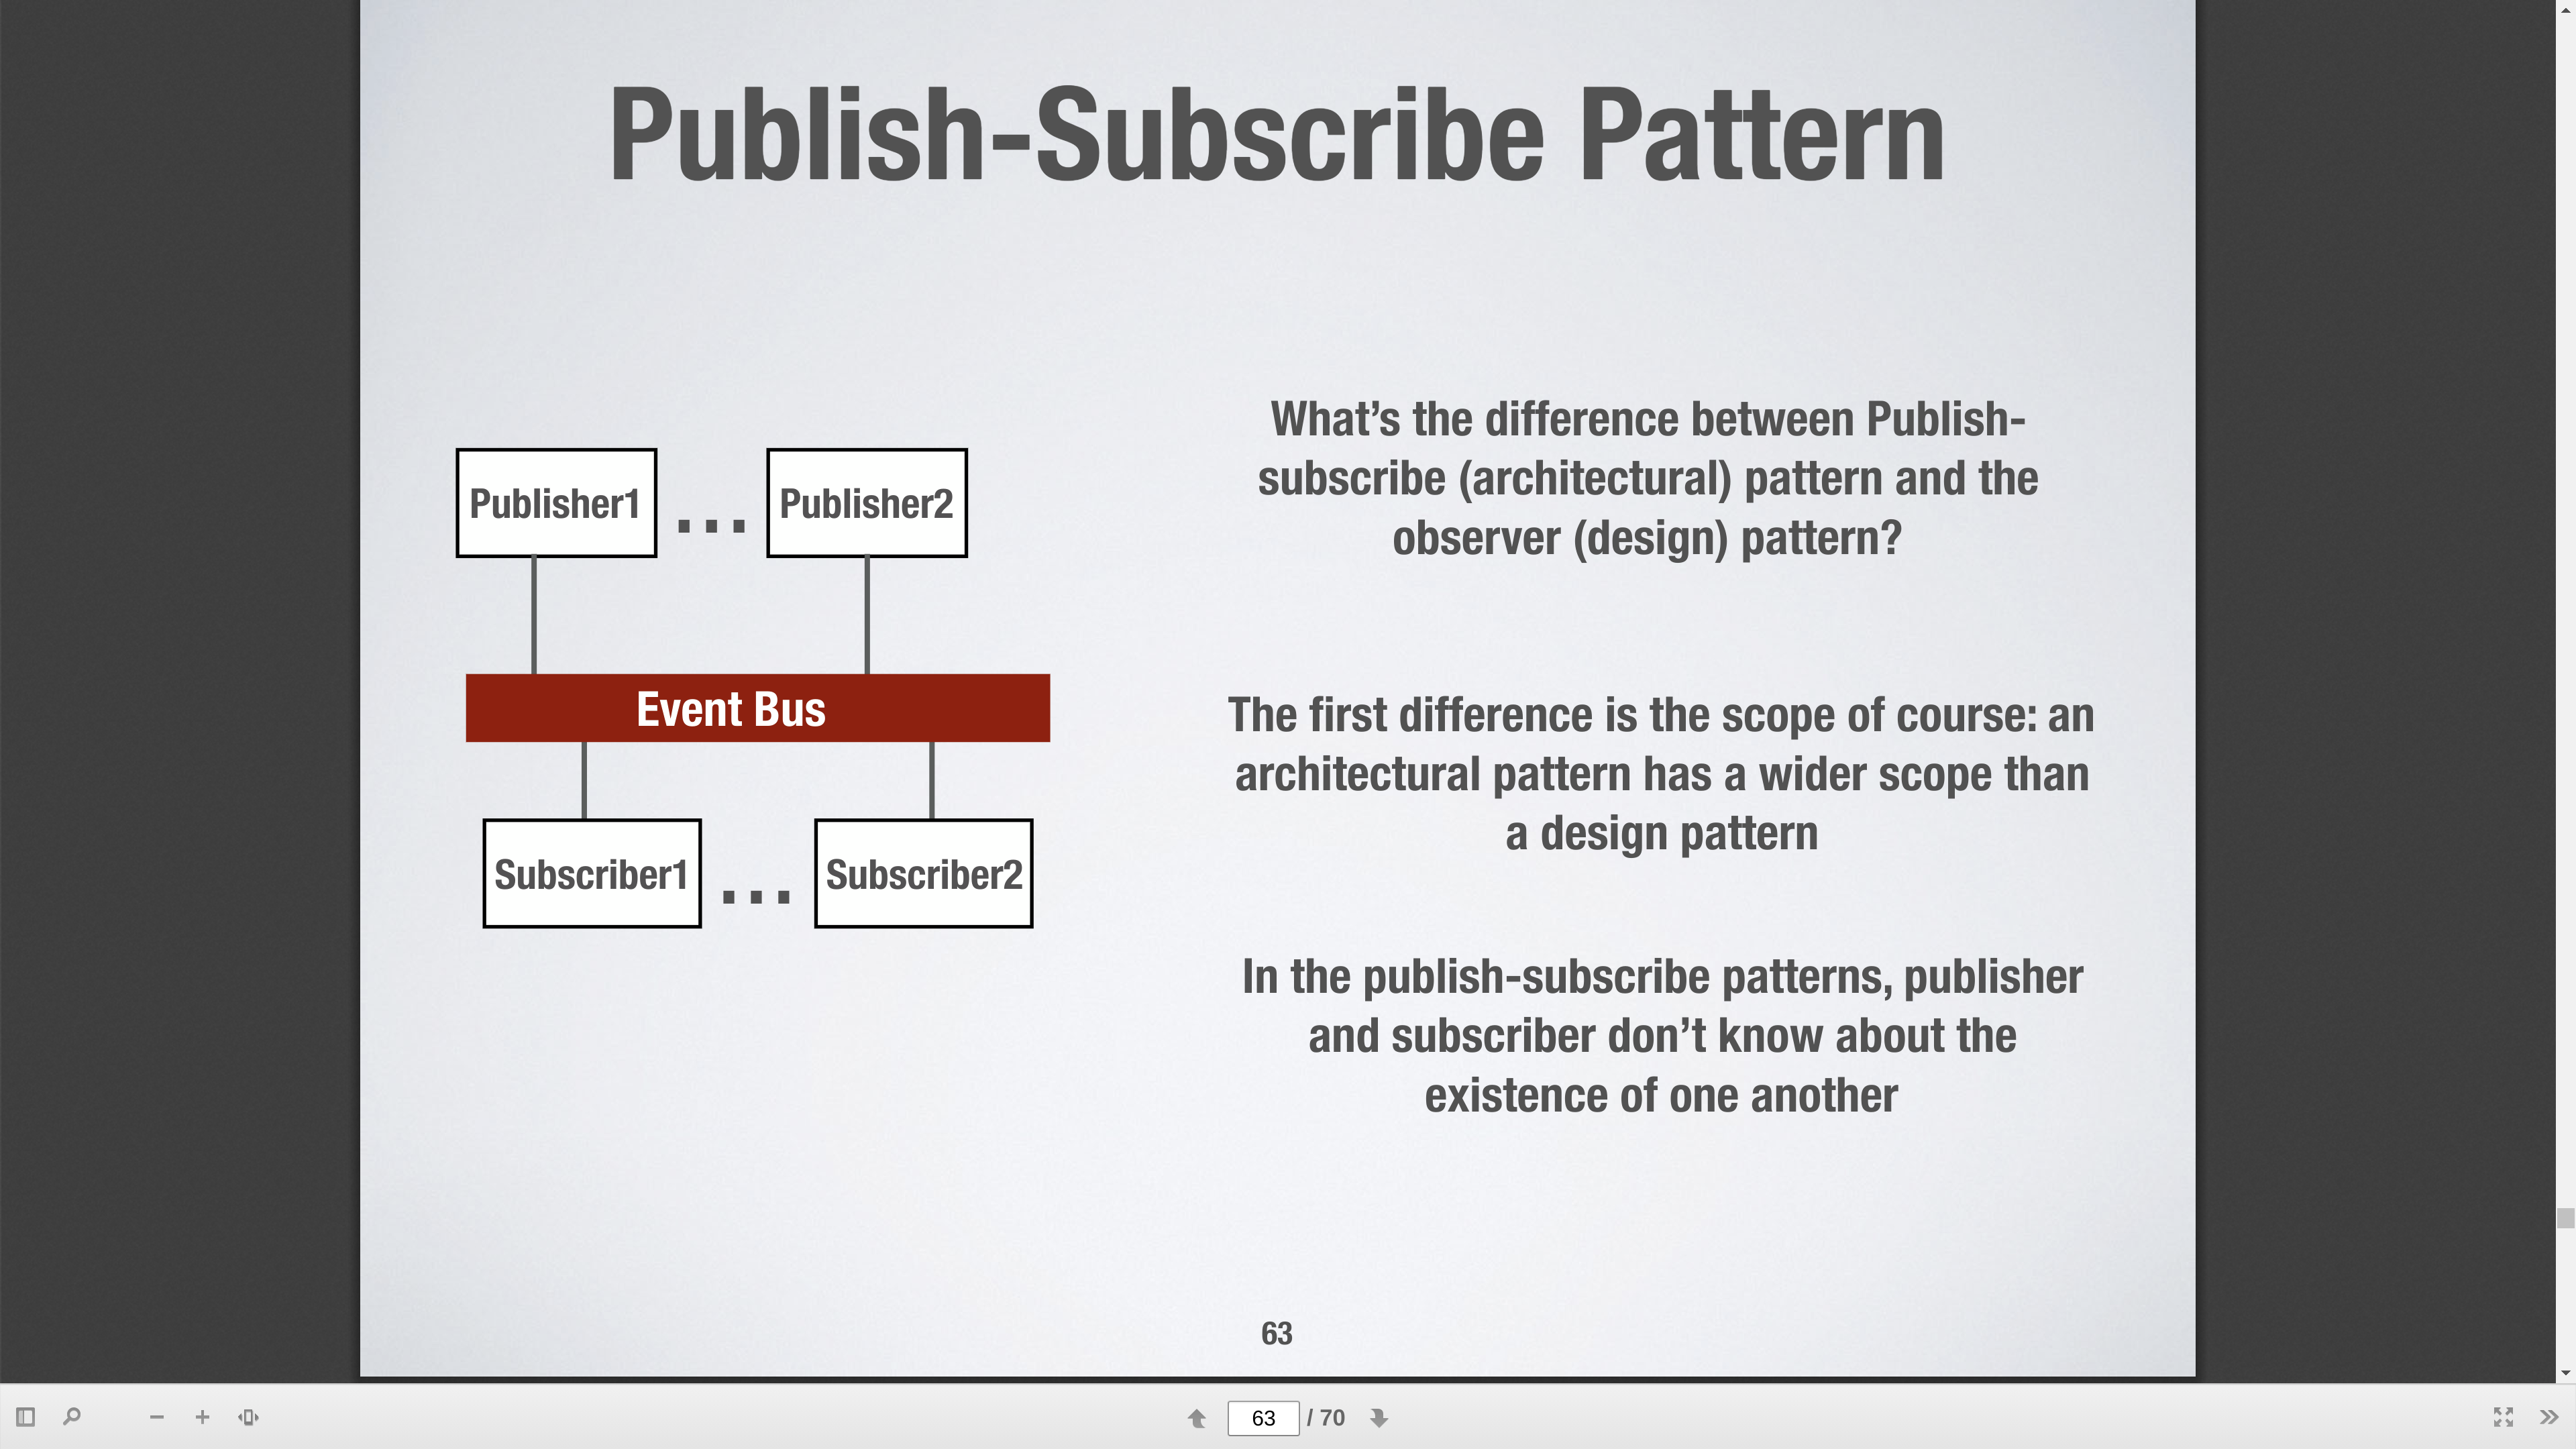 Publish-Subscribe Pattern
Publisher1
...
Publisher2
Event Bus
Subscriber1
...
Subscriber2
What’s the difference between Publish-
subscribe (architectural) pattern and the
observer (design) pattern?
The first difference is the scope of course: an
architectural pattern has a wider scope than
a design pattern
In the publish-subscribe patterns, publisher
and subscriber don’t know about the
existence of one another
63
63 / 70